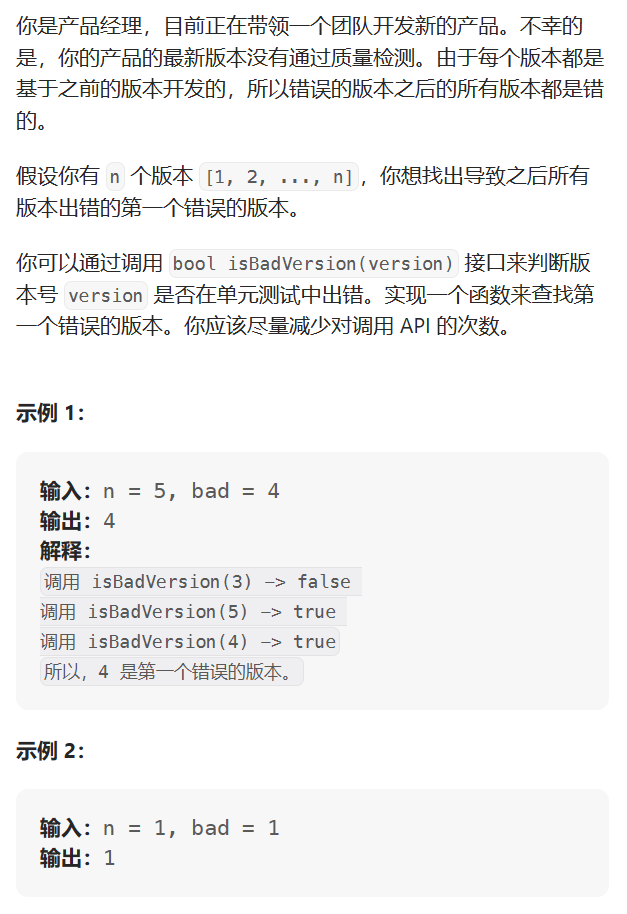 你是产品经理，目前正在带领一个团队开发新的产品。不幸的
是，你的产品的最新版本没有通过质量检测。由于每个版本都是
基于之前的版本开发的，所以错误的版本之后的所有版本都是错
的。
假设你有 n 个版本 [1, 2, ..., n]，你想找出导致之后所有
版本出错的第一个错误的版本。
你可以通过调用 bool isBadVersion(version) 接口来判断版
本号 version 是否在单元测试中出错。实现一个函数来查找第
一个错误的版本。你应该尽量减少对调用 API 的次数。
示例 1：
输入：n = 5, bad = 4
输出：4
解释：
调用 isBadVersion(3) -> false
调用 isBadVersion(5) -> true
调用 isBadVersion(4) -> true
所以，4 是第一个错误的版本。
示例 2：
输入：n = 1, bad = 1
输出：1